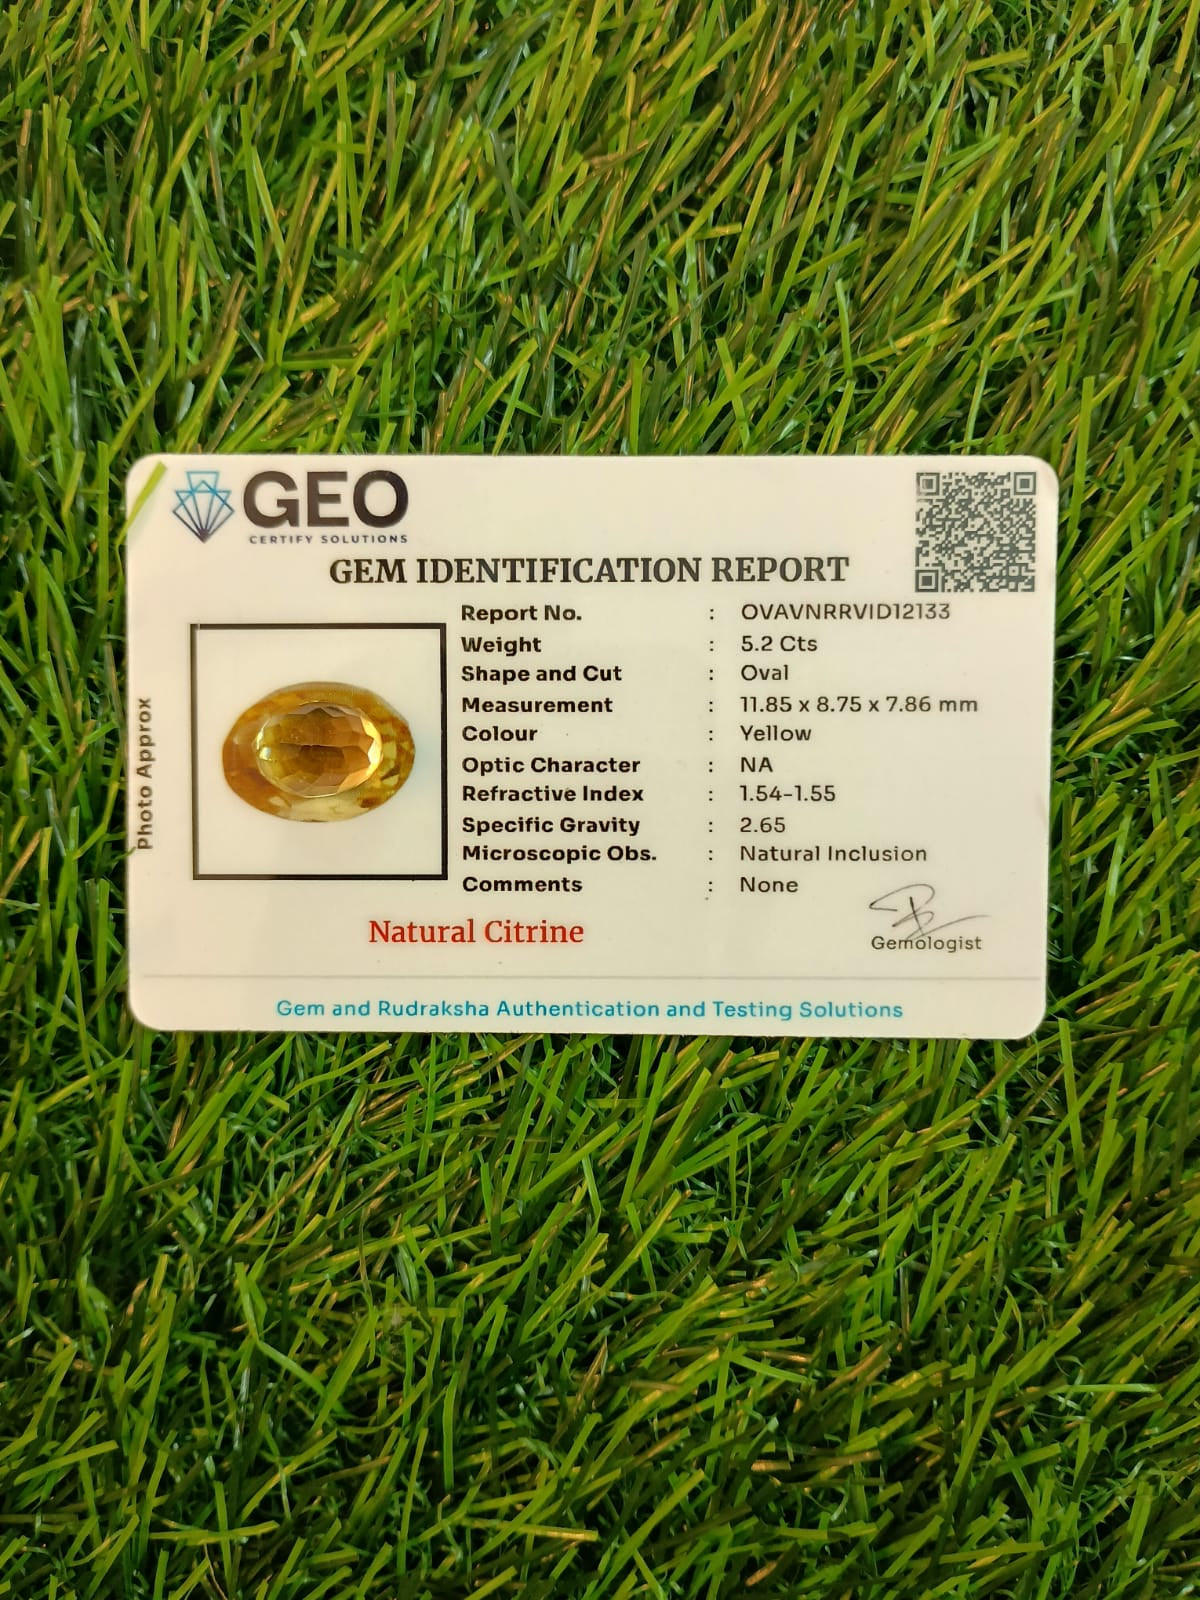 GEO
CERTIFY SOLUTIONS
GEM IDENTIFICATION REPORT
Photo Approx
Report No. : OVAVNRRVID12133
Weight : 5.2 Cts
Shape and Cut : Oval
Measurement : 11.85 x 8.75 x 7.86 mm
Colour : Yellow
Optic Character : NA
Refractive Index : 1.54-1.55
Specific Gravity : 2.65
Microscopic Obs. : Natural Inclusion
Comments : None
Natural Citrine
Gemologist
Gem and Rudraksha Authentication and Testing Solutions